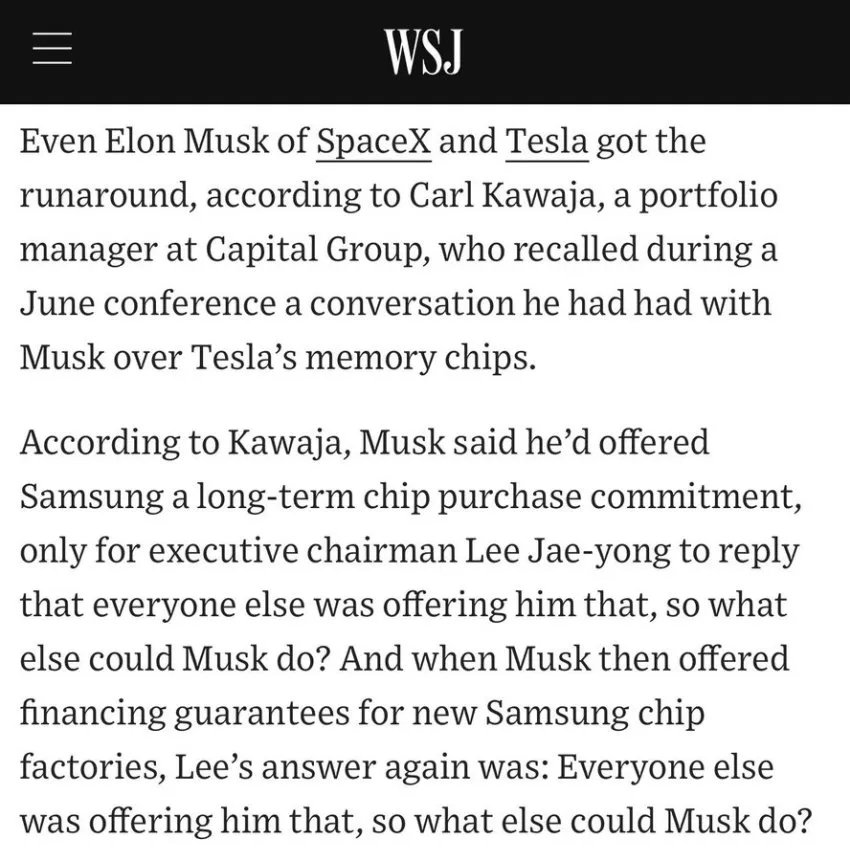 WSJ
Even Elon Musk of SpaceX and Tesla got the
runaround, according to Carl Kawaja, a portfolio
manager at Capital Group, who recalled during a
June conference a conversation he had had with
Musk over Tesla’s memory chips.
According to Kawaja, Musk said he’d offered
Samsung a long-term chip purchase commitment,
only for executive chairman Lee Jae-yong to reply
that everyone else was offering him that, so what
else could Musk do? And when Musk then offered
financing guarantees for new Samsung chip
factories, Lee’s answer again was: Everyone else
was offering him that, so what else could Musk do?